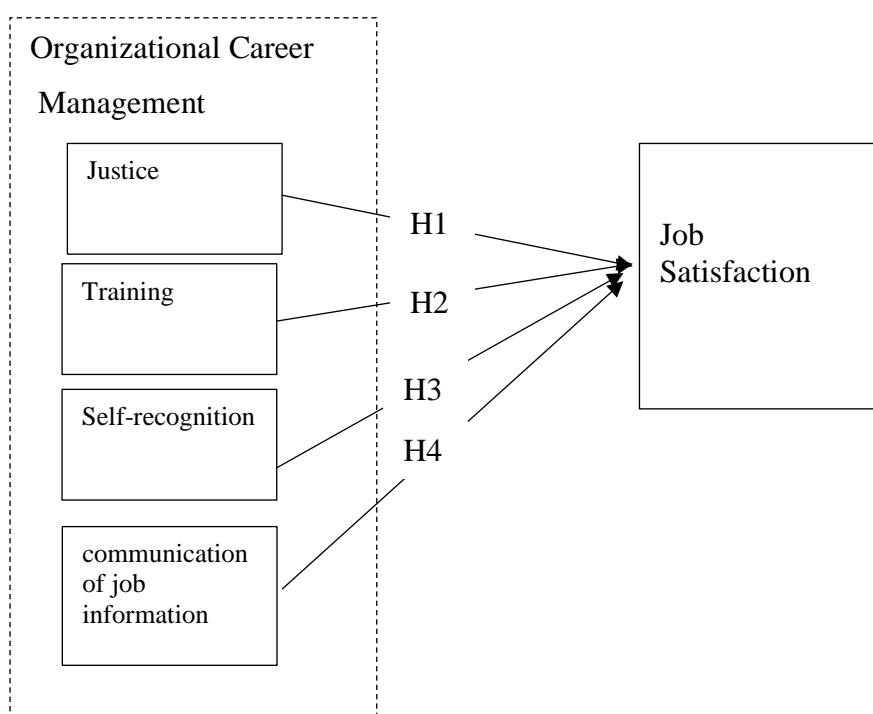 Organizational Career
Management
Justice
H1
Training
H2
Self-recognition
H3
communication
of job
information
H4
Job
Satisfaction